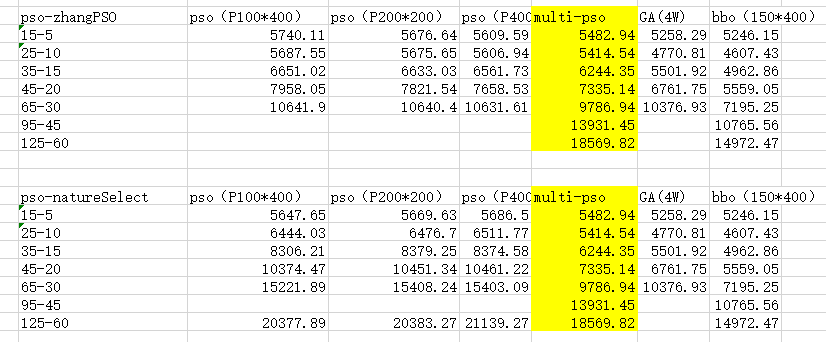 pso-zhangPSO pso（P100*400） pso（P200*200） pso（P400 multi-pso GA(4W) bbo（150*400）
15-5 5740.11 5676.64 5609.59 5482.94 5258.29 5246.15
25-10 5687.55 5675.65 5606.94 5414.54 4770.81 4607.43
35-15 6651.02 6633.03 6561.73 6244.35 5501.92 4962.86
45-20 7958.05 7821.54 7658.53 7335.14 6761.75 5559.05
65-30 10641.9 10640.4 10631.61 9786.94 10376.93 7195.25
95-45 13931.45 10765.56
125-60 18569.82 14972.47
pso-natureSelect pso（P100*400） pso（P200*200） pso（P400 multi-pso GA(4W) bbo（150*400）
15-5 5647.65 5669.63 5686.5 5482.94 5258.29 5246.15
25-10 6444.03 6476.7 6511.77 5414.54 4770.81 4607.43
35-15 8306.21 8379.25 8374.58 6244.35 5501.92 4962.86
45-20 10374.47 10451.34 10461.22 7335.14 6761.75 5559.05
65-30 15221.89 15408.24 15403.09 9786.94 10376.93 7195.25
95-45 13931.45 10765.56
125-60 20377.89 20383.27 21139.27 18569.82 14972.47